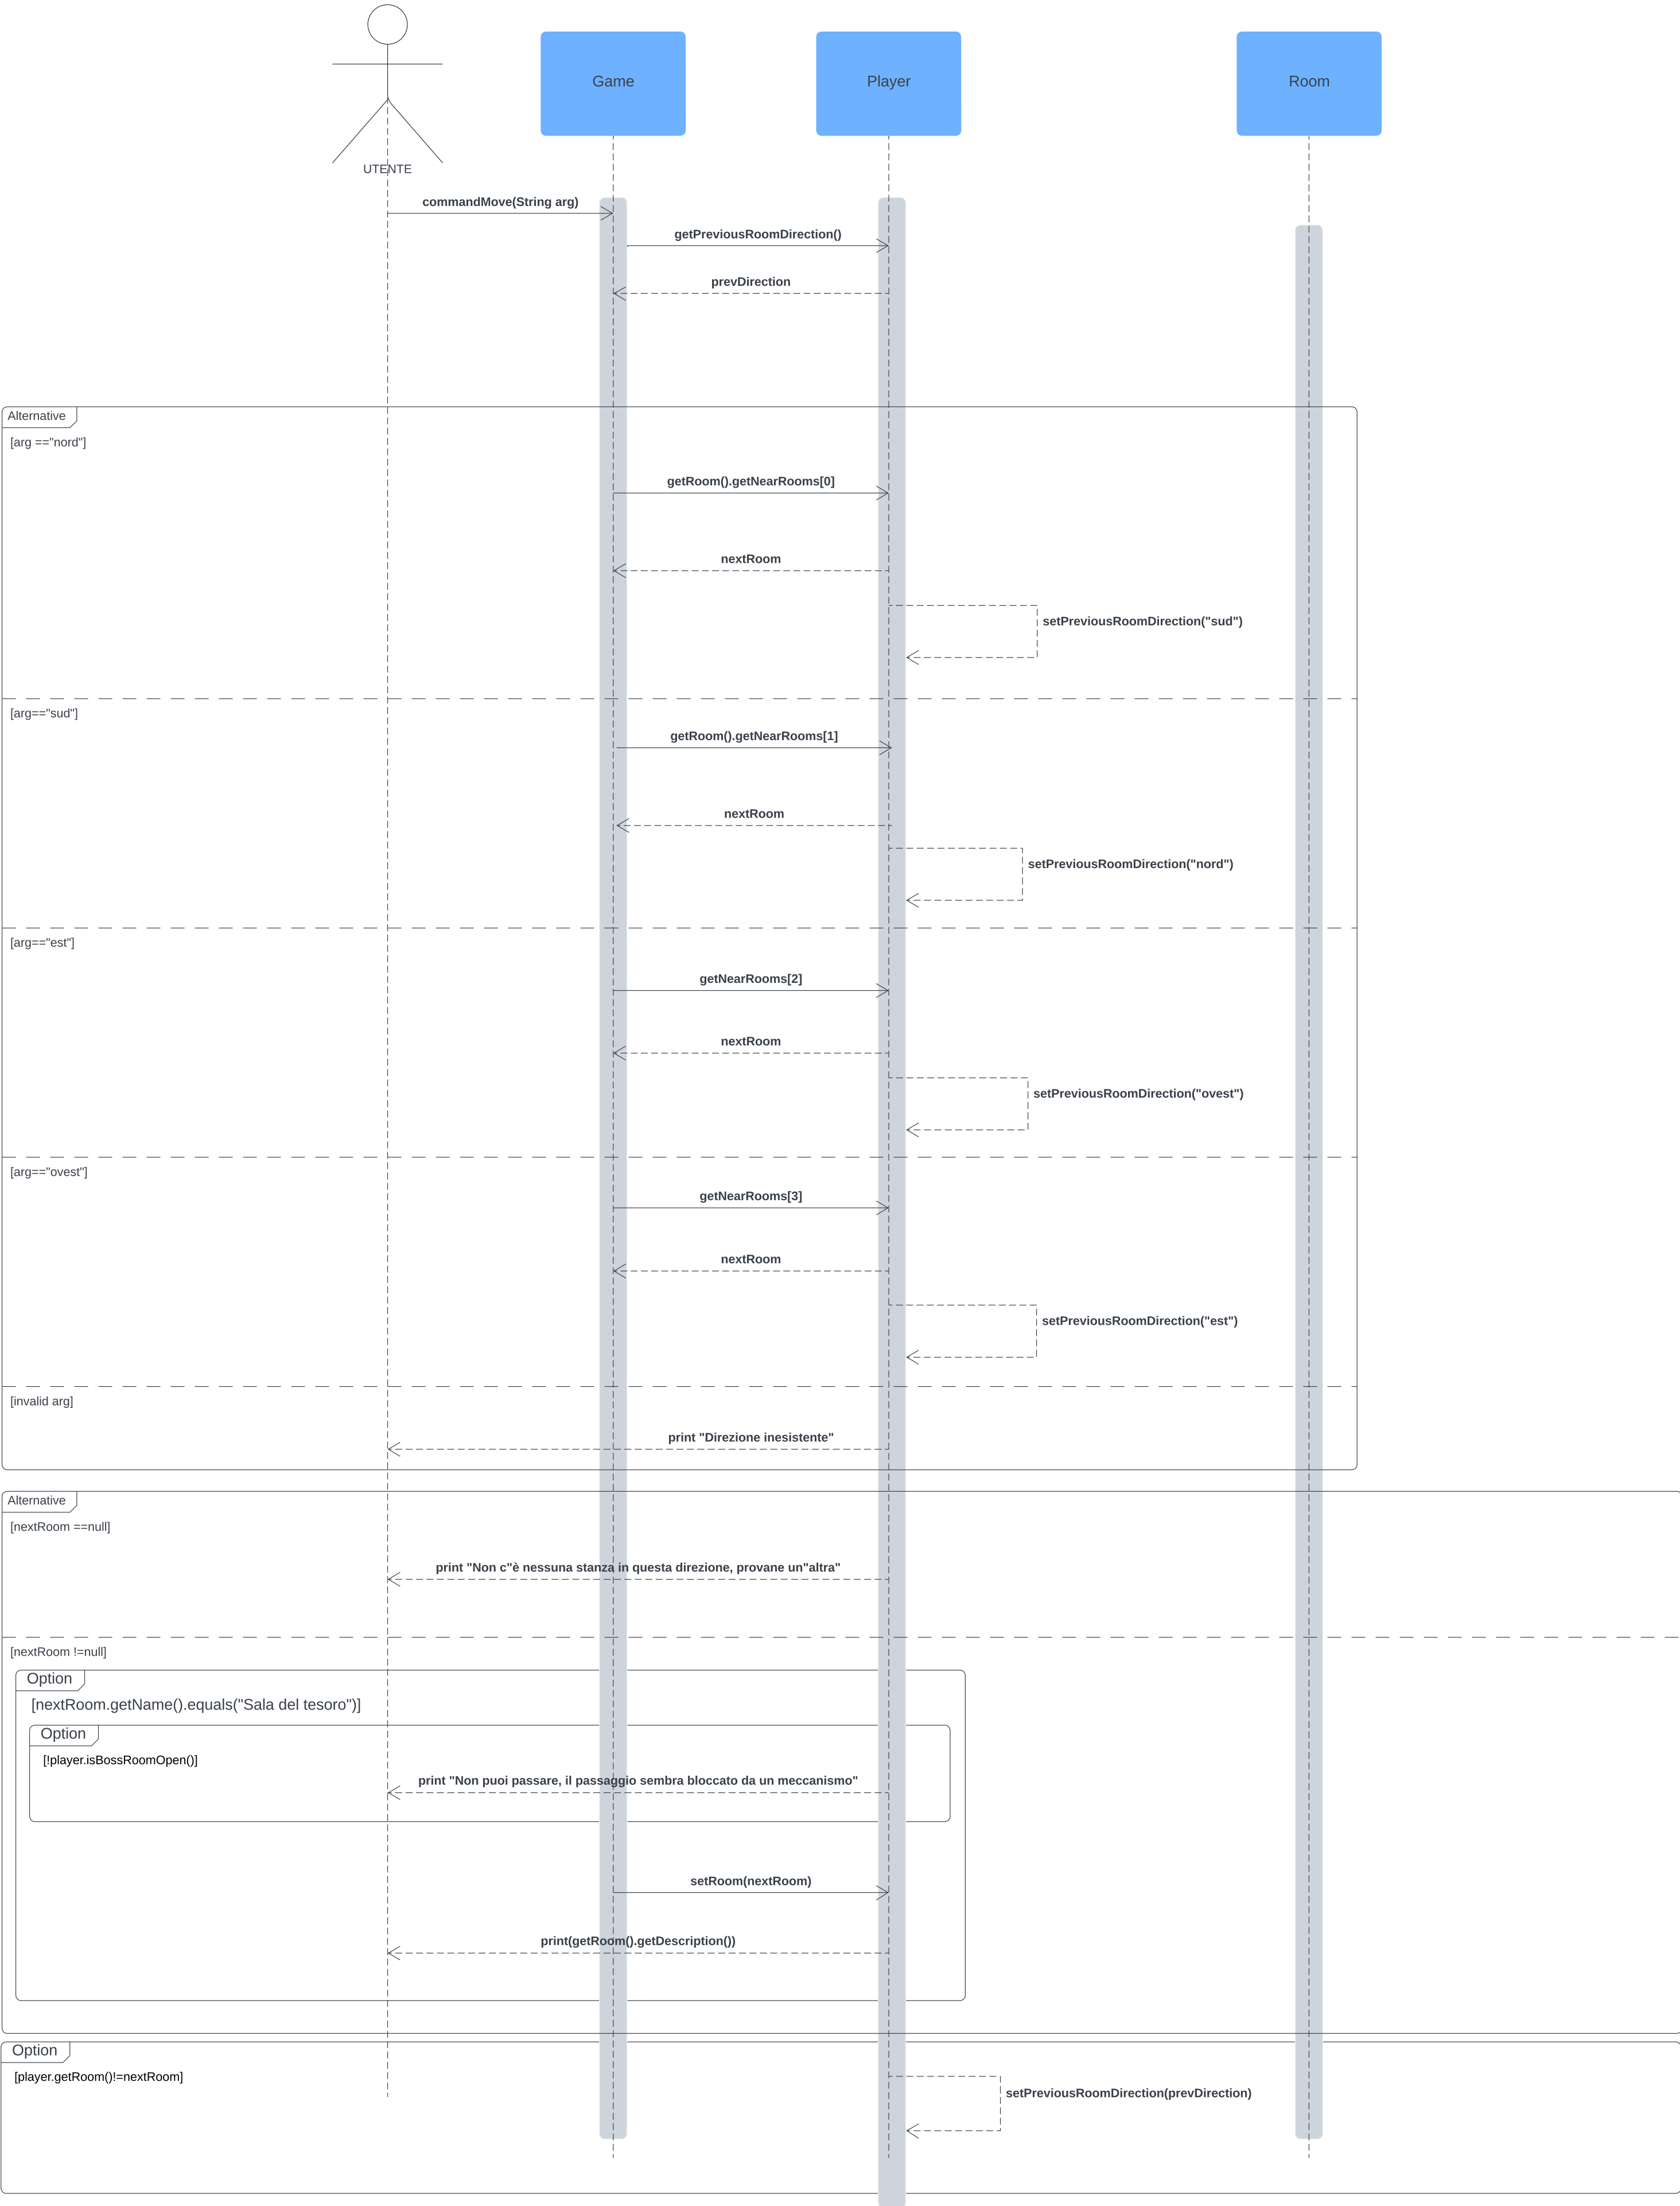 Game
Player
Room
UTENTE
commandMove(String arg)
getPreviousRoomDirection()
prevDirection
Alternative
[arg =="nord"]
getRoom().getNearRooms[0]
nextRoom
setPreviousRoomDirection("sud")
[arg=="sud"]
getRoom().getNearRooms[1]
nextRoom
setPreviousRoomDirection("nord")
[arg=="est"]
getNearRooms[2]
nextRoom
setPreviousRoomDirection("ovest")
[arg=="ovest"]
getNearRooms[3]
nextRoom
setPreviousRoomDirection("est")
[invalid arg]
print "Direzione inesistente"
Alternative
[nextRoom ==null]
print "Non c"è nessuna stanza in questa direzione, provane un"altra"
[nextRoom !=null]
Option
[nextRoom.getName().equals("Sala del tesoro")]
Option
[!player.isBossRoomOpen()]
print "Non puoi passare, il passaggio sembra bloccato da un meccanismo"
setRoom(nextRoom)
print(getRoom().getDescription())
Option
[player.getRoom()!=nextRoom]
setPreviousRoomDirection(prevDirection)